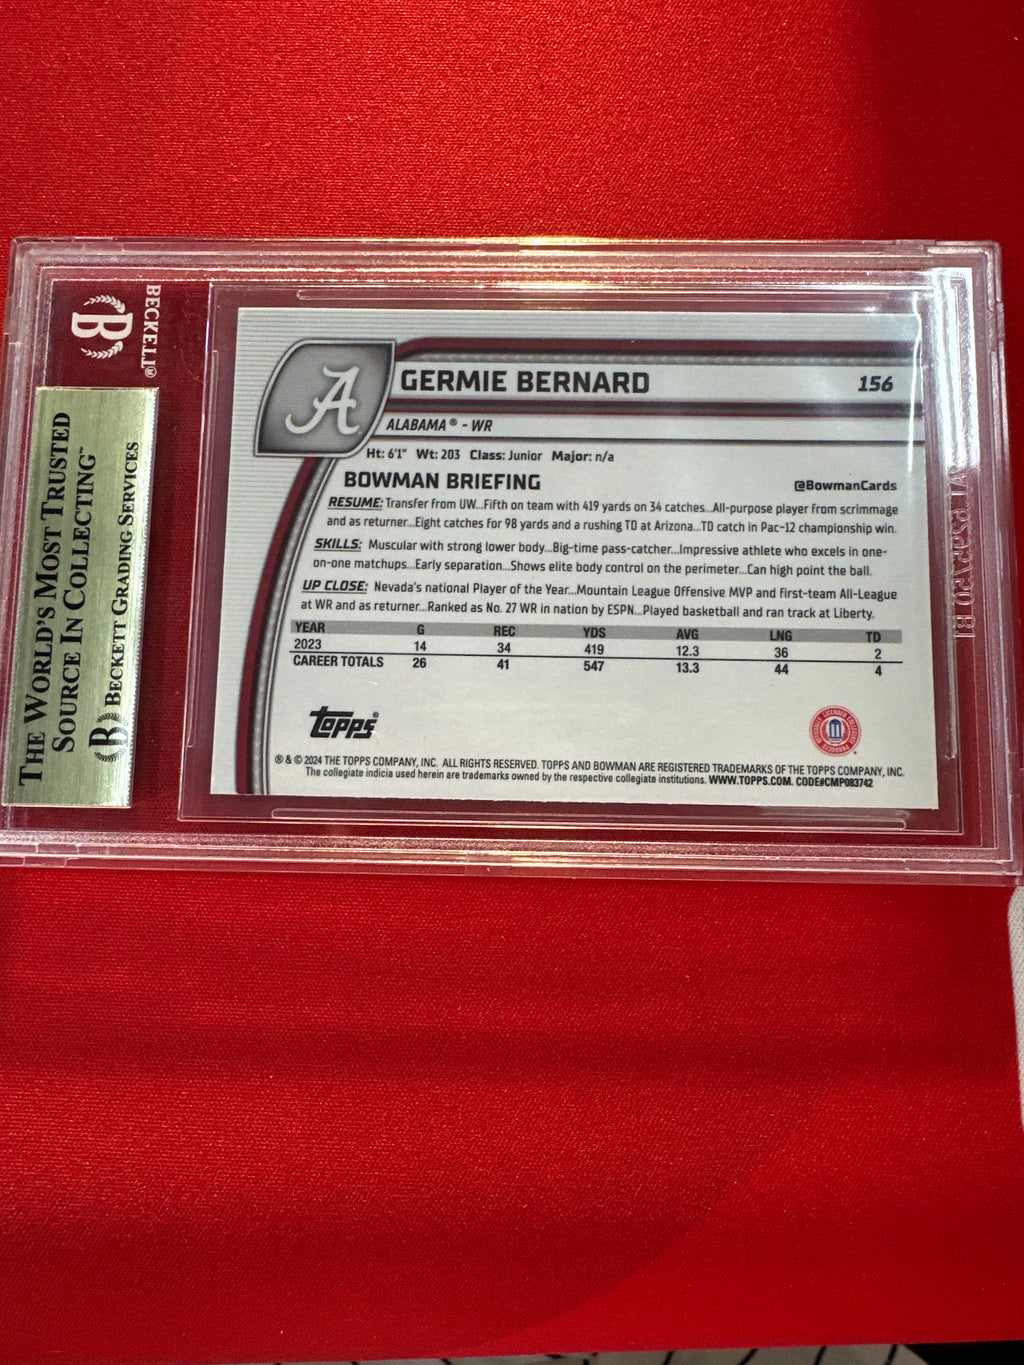 BECKETT®
B
THE WORLD'S MOST TRUSTED
SOURCE IN COLLECTING™
B BECKETT GRADING SERVICES
A
GERMIE BERNARD
156
ALABAMA® - WR
Ht: 6'1" Wt: 203 Class: Junior Major: n/a
BOWMAN BRIEFING
@BowmanCards
RESUME: Transfer from UW...Fifth on team with 419 yards on 34 catches...All-purpose player from scrimmage
and as returner...Eight catches for 98 yards and a rushing TD at Arizona...TD catch in Pac-12 championship win.
SKILLS: Muscular with strong lower body...Big-time pass-catcher...Impressive athlete who excels in one-
on-one matchups...Early separation...Shows elite body control on the perimeter...Can high point the ball.
UP CLOSE: Nevada's national Player of the Year...Mountain League Offensive MVP and first-team All-League
at WR and as returner...Ranked as No. 27 WR in nation by ESPN...Played basketball and ran track at Liberty.
YEAR G REC YDS AVG LNG TD
2023 14 34 419 12.3 36 2
CAREER TOTALS 26 41 547 13.3 44 4
Topps®
® & © 2024 THE TOPPS COMPANY, INC. ALL RIGHTS RESERVED. TOPPS AND BOWMAN ARE REGISTERED TRADEMARKS OF THE TOPPS COMPANY, INC.
The collegiate indicia used herein are trademarks owned by the respective collegiate institutions. WWW.TOPPS.COM. CODE#CMP083742